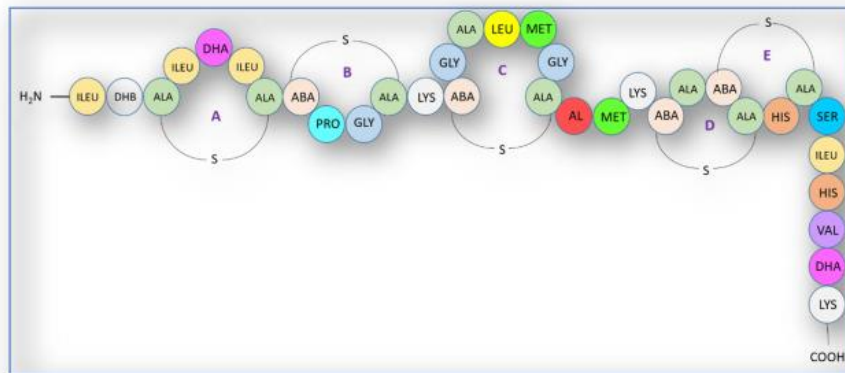 H₂N ILEU DHB ALA ILEU DHA ILEU ALA ABA PRO GLY ALA LYS ABA GLY ALA LEU MET GLY ALA AL MET LYS ABA ALA ABA ALA HIS ALA SER
ILEU
HIS
VAL
DHA
LYS
COOH
A
S
S
B
C
S
D
S
S
E